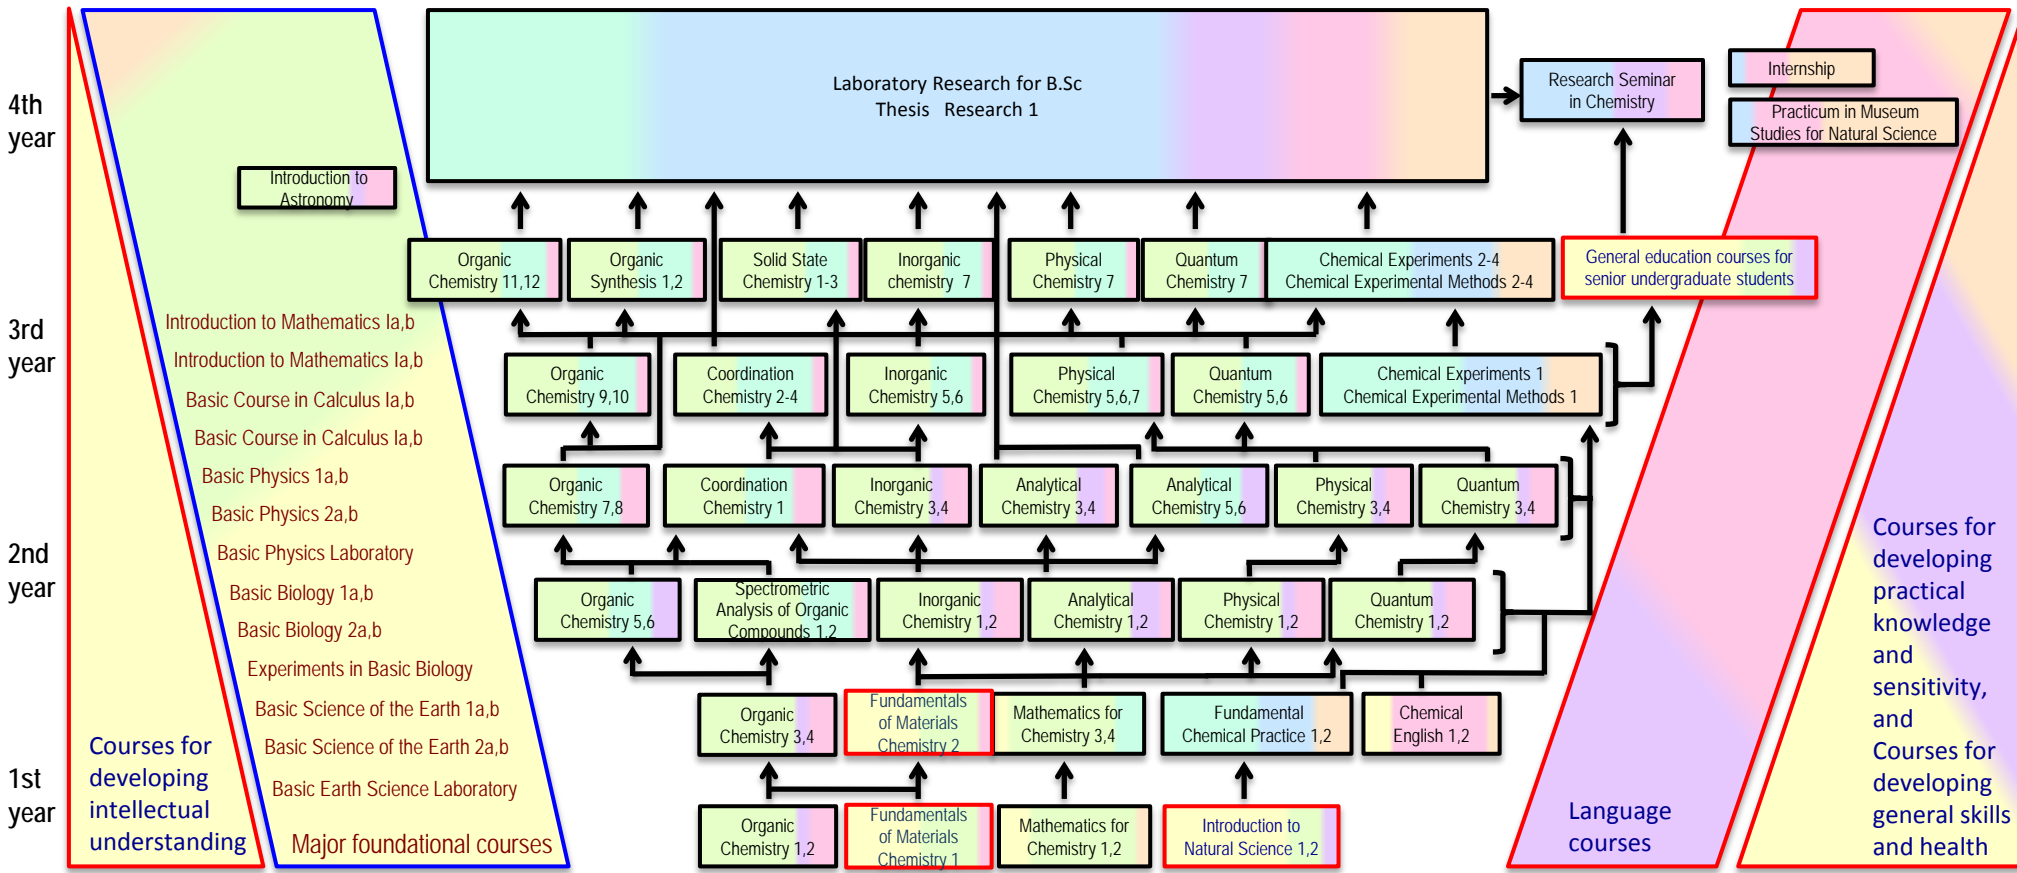 4th
year
3rd
year
2nd
year
1st
year
Courses for
developing
intellectual
understanding
Introduction to
Astronomy
Introduction to Mathematics Ia,b
Introduction to Mathematics Ia,b
Basic Course in Calculus Ia,b
Basic Course in Calculus Ia,b
Basic Physics 1a,b
Basic Physics 2a,b
Basic Physics Laboratory
Basic Biology 1a,b
Basic Biology 2a,b
Experiments in Basic Biology
Basic Science of the Earth 1a,b
Basic Science of the Earth 2a,b
Basic Earth Science Laboratory
Major foundational courses
Laboratory Research for B.Sc
Thesis Research 1
Research Seminar
in Chemistry
Internship
Practicum in Museum
Studies for Natural Science
Organic
Chemistry 11,12
Organic
Synthesis 1,2
Solid State
Chemistry 1-3
Inorganic
chemistry 7
Physical
Chemistry 7
Quantum
Chemistry 7
Chemical Experiments 2-4
Chemical Experimental Methods 2-4
General education courses for
senior undergraduate students
Organic
Chemistry 9,10
Coordination
Chemistry 2-4
Inorganic
Chemistry 5,6
Physical
Chemistry 5,6,7
Quantum
Chemistry 5,6
Chemical Experiments 1
Chemical Experimental Methods 1
Organic
Chemistry 7,8
Coordination
Chemistry 1
Inorganic
Chemistry 3,4
Analytical
Chemistry 3,4
Analytical
Chemistry 5,6
Physical
Chemistry 3,4
Quantum
Chemistry 3,4
Organic
Chemistry 5,6
Spectrometric
Analysis of Organic
Compounds 1,2
Inorganic
Chemistry 1,2
Analytical
Chemistry 1,2
Physical
Chemistry 1,2
Quantum
Chemistry 1,2
Organic
Chemistry 3,4
Fundamentals
of Materials
Chemistry 2
Mathematics for
Chemistry 3,4
Fundamental
Chemical Practice 1,2
Chemical
English 1,2
Organic
Chemistry 1,2
Fundamentals
of Materials
Chemistry 1
Mathematics for
Chemistry 1,2
Introduction to
Natural Science 1,2
Language
courses
Courses for
developing
practical
knowledge
and
sensitivity,
and
Courses for
developing
general skills
and health